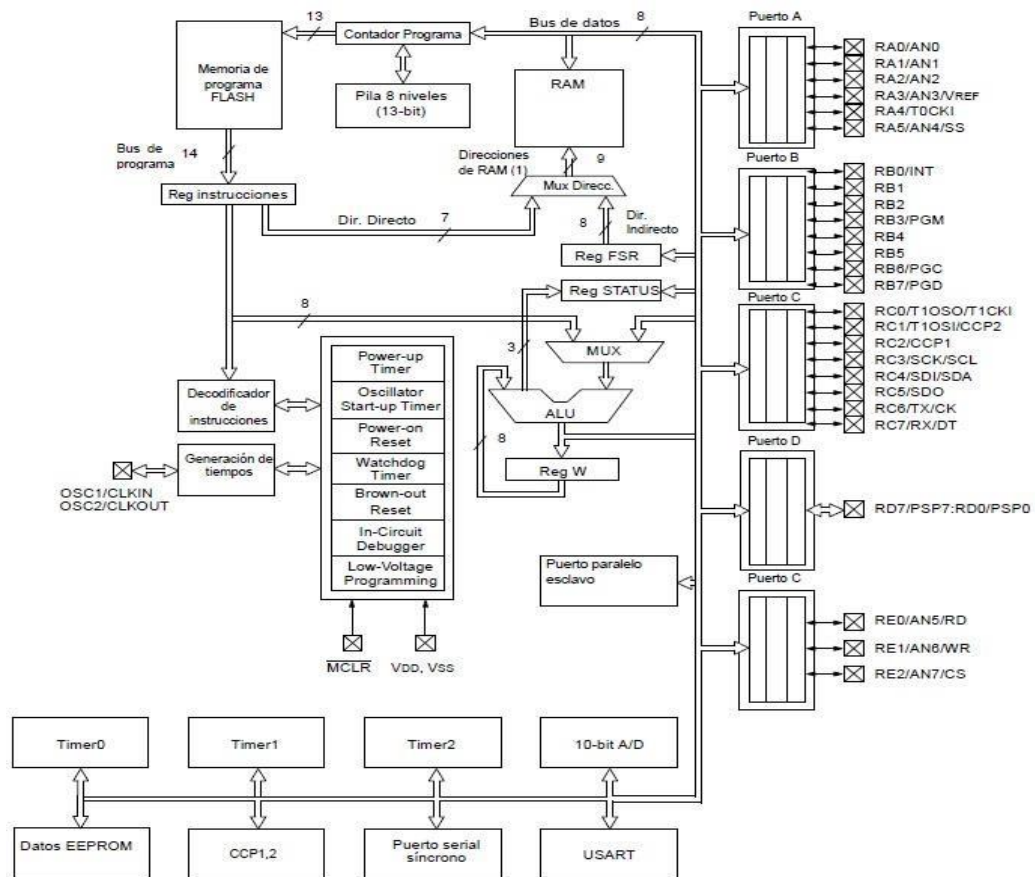 13
Contador Programa
Bus de datos
8
Memoria de
programa
FLASH
Pila 8 niveles
(13-bit)
RAM
Bus de
programa
14
Direcciones
de RAM (1)
9
Mux Direcc.
Reg instrucciones
Dir. Directo
7
8
Dir.
Indirecto
Reg FSR
Reg STATUS
8
3
MUX
ALU
8
Reg W
Decodificador
de
instrucciones
Generación de
tiempos
OSC1/CLKIN
OSC2/CLKOUT
Power-up
Timer
Oscillator
Start-up Timer
Power-on
Reset
Watchdog
Timer
Brown-out
Reset
In-Circuit
Debugger
Low-Voltage
Programming
MCLR
VDD, VSS
Puerto paralelo
esclavo
Puerto A
RA0/AN0
RA1/AN1
RA2/AN2
RA3/AN3/VREF
RA4/T0CKI
RA5/AN4/SS
Puerto B
RB0/INT
RB1
RB2
RB3/PGM
RB4
RB5
RB6/PGC
RB7/PGD
Puerto C
RC0/T1OSO/T1CKI
RC1/T1OSI/CCP2
RC2/CCP1
RC3/SCK/SCL
RC4/SDI/SDA
RC5/SDO
RC6/TX/CK
RC7/RX/DT
Puerto D
RD7/PSP7:RD0/PSP0
Puerto C
RE0/AN5/RD
RE1/AN6/WR
RE2/AN7/CS
Timer0
Timer1
Timer2
10-bit A/D
Datos EEPROM
CCP1,2
Puerto serial
síncrono
USART